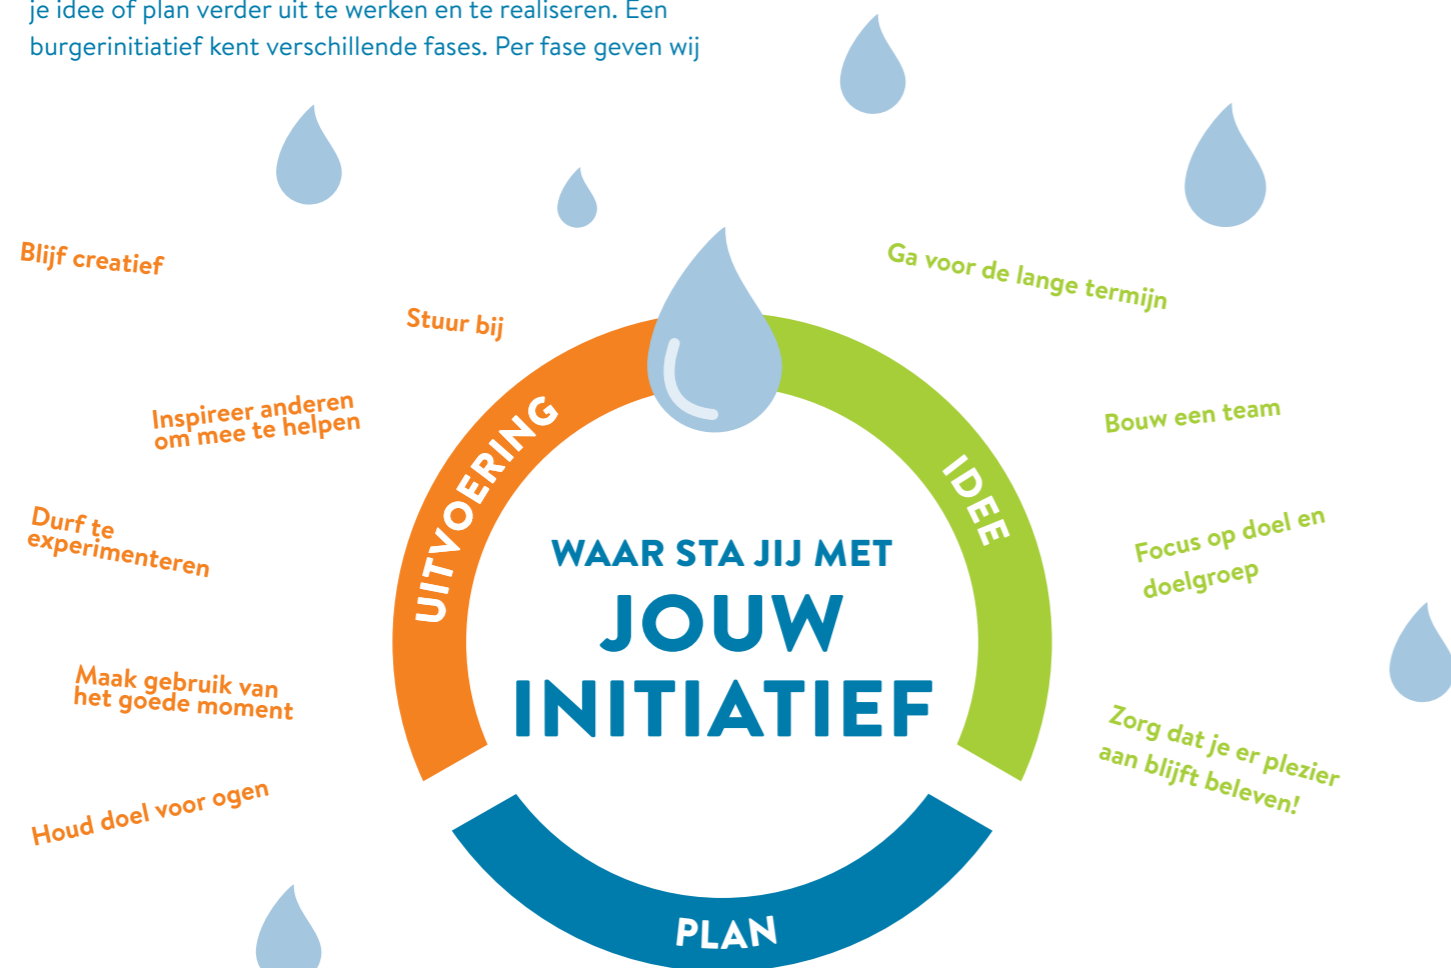 je idee of plan verder uit te werken en te realiseren. Een
burgerinitiatief kent verschillende fases. Per fase geven wij
Blijf creatief
Stuur bij
Inspireer anderen
om mee te helpen
Durf te
experimenteren
Maak gebruik van
het goede moment
Houd doel voor ogen
UITVOERING
WAAR STA JIJ MET
JOUW
INITIATIEF
IDEE
PLAN
Ga voor de lange termijn
Bouw een team
Focus op doel en
doelgroep
Zorg dat je er plezier
aan blijft beleven!